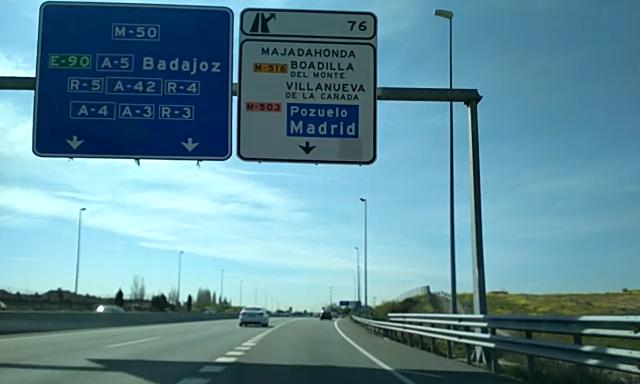 M-50
E-90 A-5 Badajoz
R-5 A-42 R-4
A-4 A-3 R-3
76
MAJADAHONDA
M-516 BOADILLA
DEL MONTE
VILLANUEVA
DE LA CAÑADA
M-503 Pozuelo
Madrid